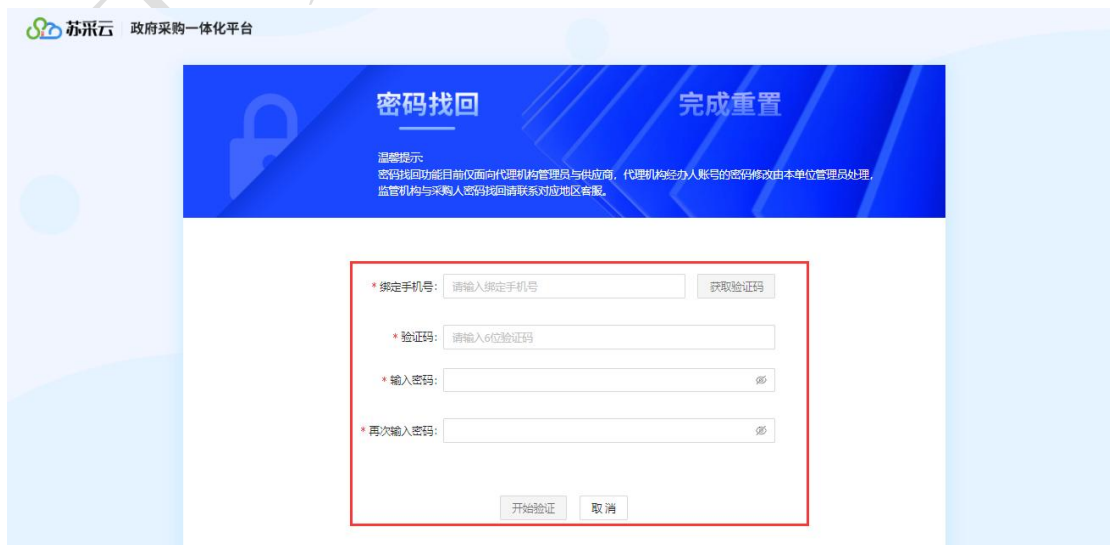 苏采云 政府采购一体化平台
密码找回 完成重置
温馨提示:
密码找回功能目前仅面向代理机构管理员与供应商,代理机构经办人账号的密码修改由本单位管理员处理,
监管机构与采购人密码找回请联系对应地区客服。
* 绑定手机号: 请输入绑定手机号 获取验证码
* 验证码: 请输入6位验证码
* 输入密码:
* 再次输入密码:
开始验证 取消